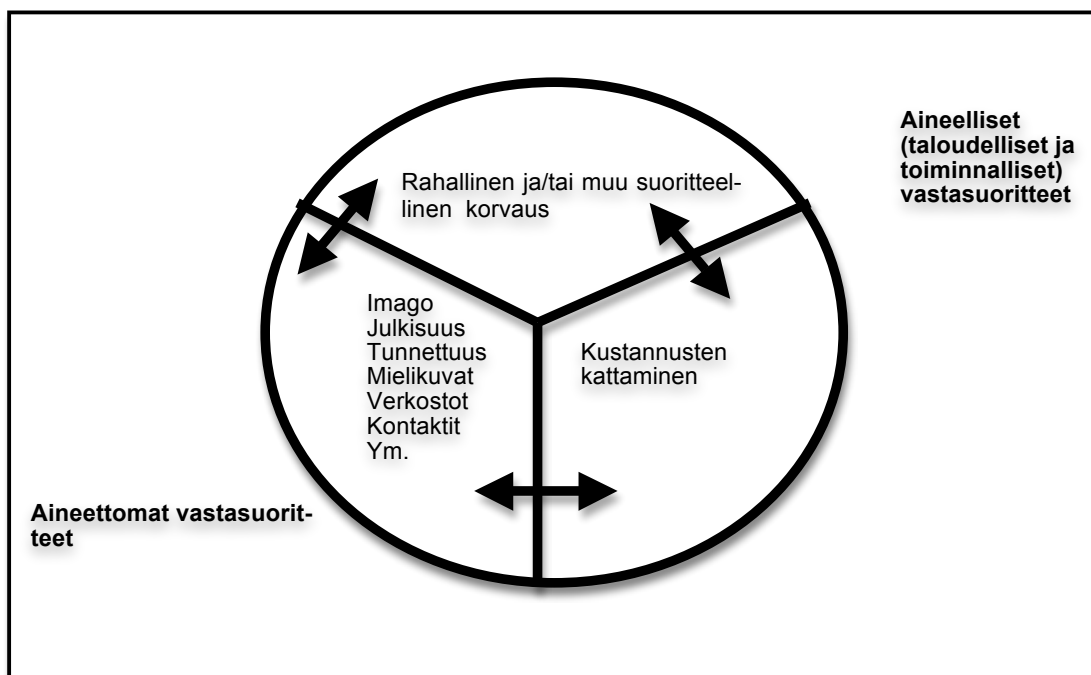 Aineelliset
(taloudelliset ja
toiminnalliset)
vastasuoritteet
Rahallinen ja/tai muu suoritteel-
linen korvaus
Imago
Julkisuus
Tunnettuus
Mielikuvat
Verkostot
Kontaktit
Ym.
Kustannusten
kattaminen
Aineettomat vastasuorit-
teet